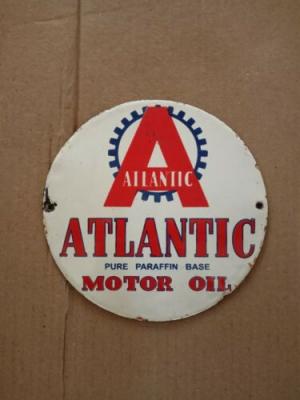 A
ATLANTIC
ATLANTIC
PURE PARAFFIN BASE
MOTOR OIL